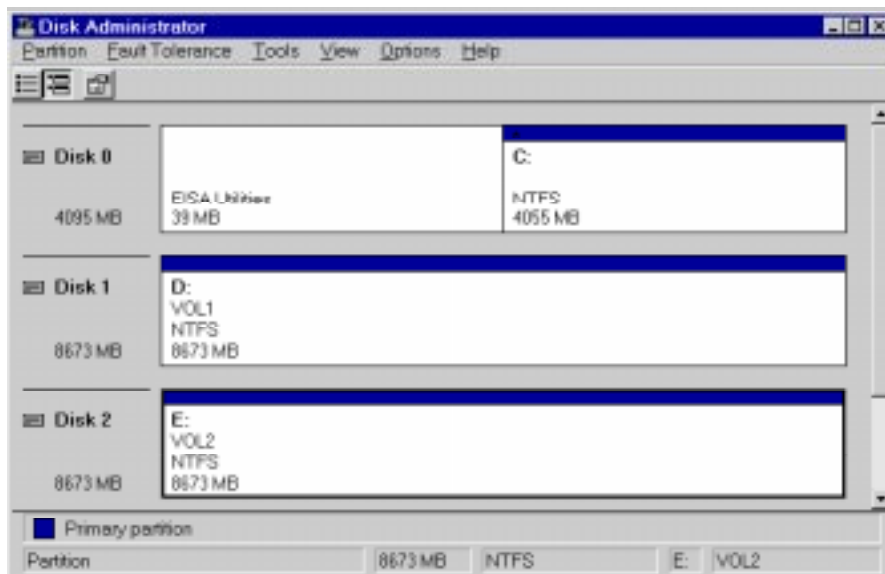 Disk Administrator
Partition Fault Tolerance Tools View Options Help
Disk 0
4095 MB
EISA Utilities
39 MB
C:
NTFS
4055 MB
Disk 1
8673 MB
D:
VOL1
NTFS
8673 MB
Disk 2
8673 MB
E:
VOL2
NTFS
8673 MB
Primary partition
Partition 8673 MB NTFS E: VOL2